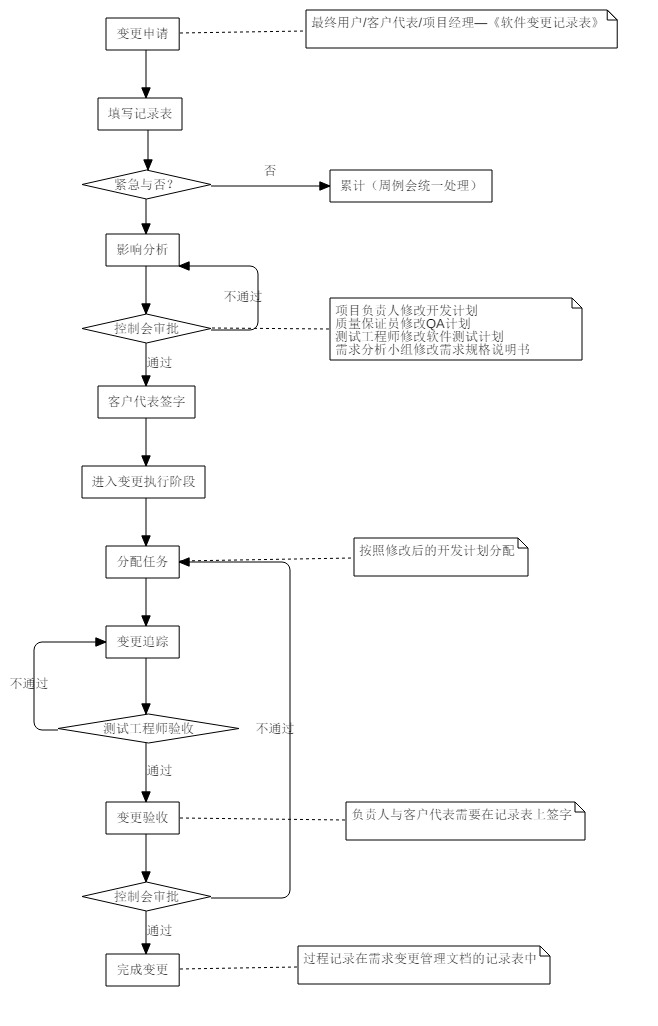 变更申请
最终用户/客户代表/项目经理—《软件变更记录表》
填写记录表
紧急与否?
否
累计（周例会统一处理）
影响分析
不通过
控制会审批
项目负责人修改开发计划
质量保证员修改QA计划
测试工程师修改软件测试计划
需求分析小组修改需求规格说明书
通过
客户代表签字
进入变更执行阶段
分配任务
按照修改后的开发计划分配
变更追踪
不通过
测试工程师验收
不通过
通过
变更验收
负责人与客户代表需要在记录表上签字
控制会审批
通过
完成变更
过程记录在需求变更管理文档的记录表中